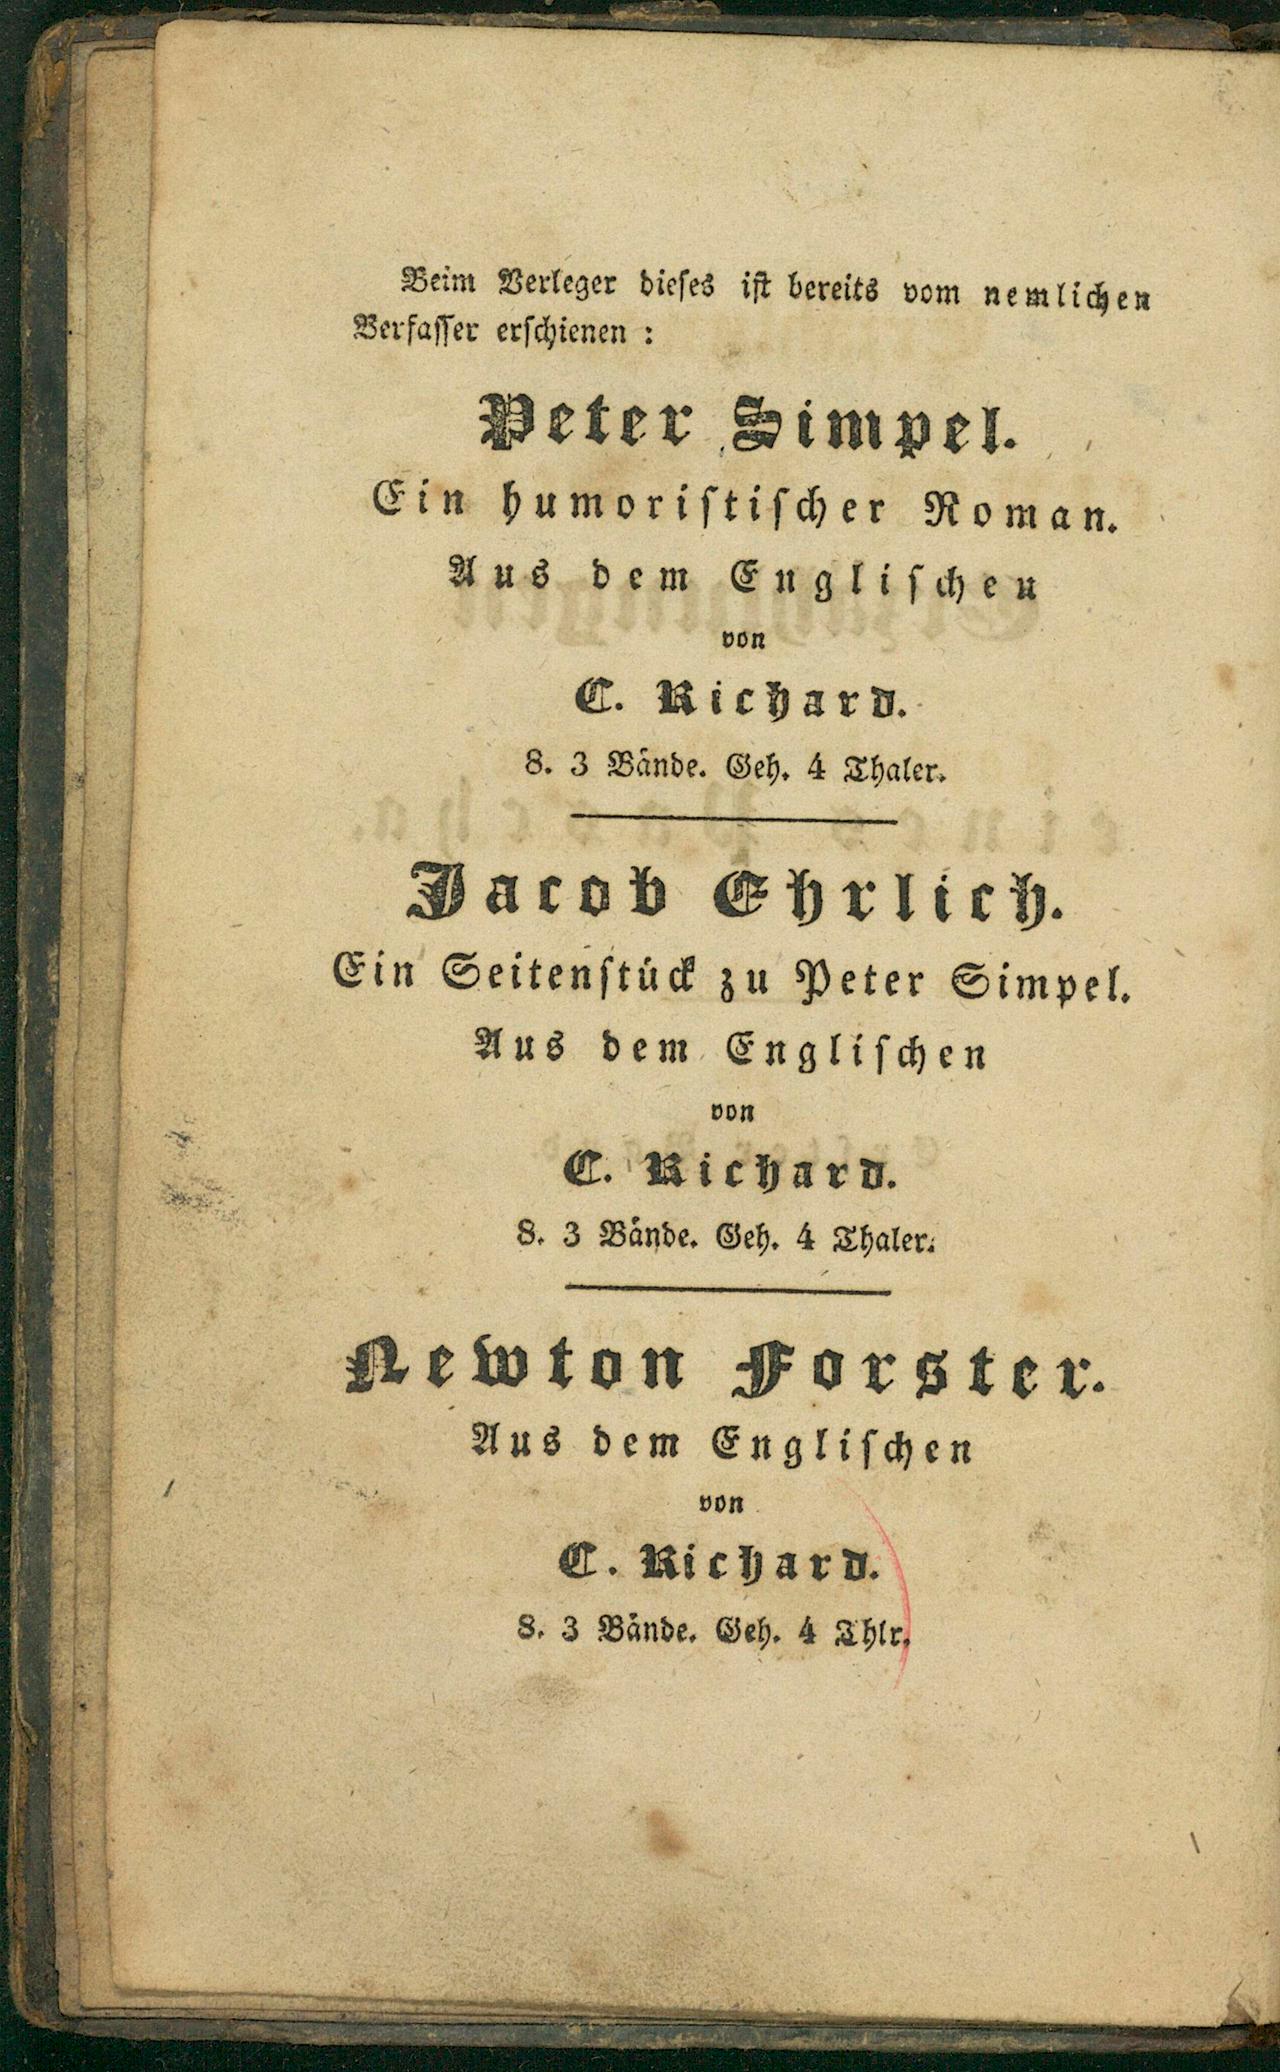 Beim Verleger dieſes iſt bereits vom nemlichen
Verfaſſer erſchienen :
Peter Simpel.
Ein humoriſtiſcher Roman.
Aus dem Engliſchen
von
C. Richard.
8. 3 Bände. Geh. 4 Thaler.
Jacob Ehrlich.
Ein Seitenſtück zu Peter Simpel.
Aus dem Engliſchen
von
C. Richard.
8. 3 Bände. Geh. 4 Thaler.
Newton Forster.
Aus dem Engliſchen
von
C. Richard.
8. 3 Bände. Geh. 4 Thlr.